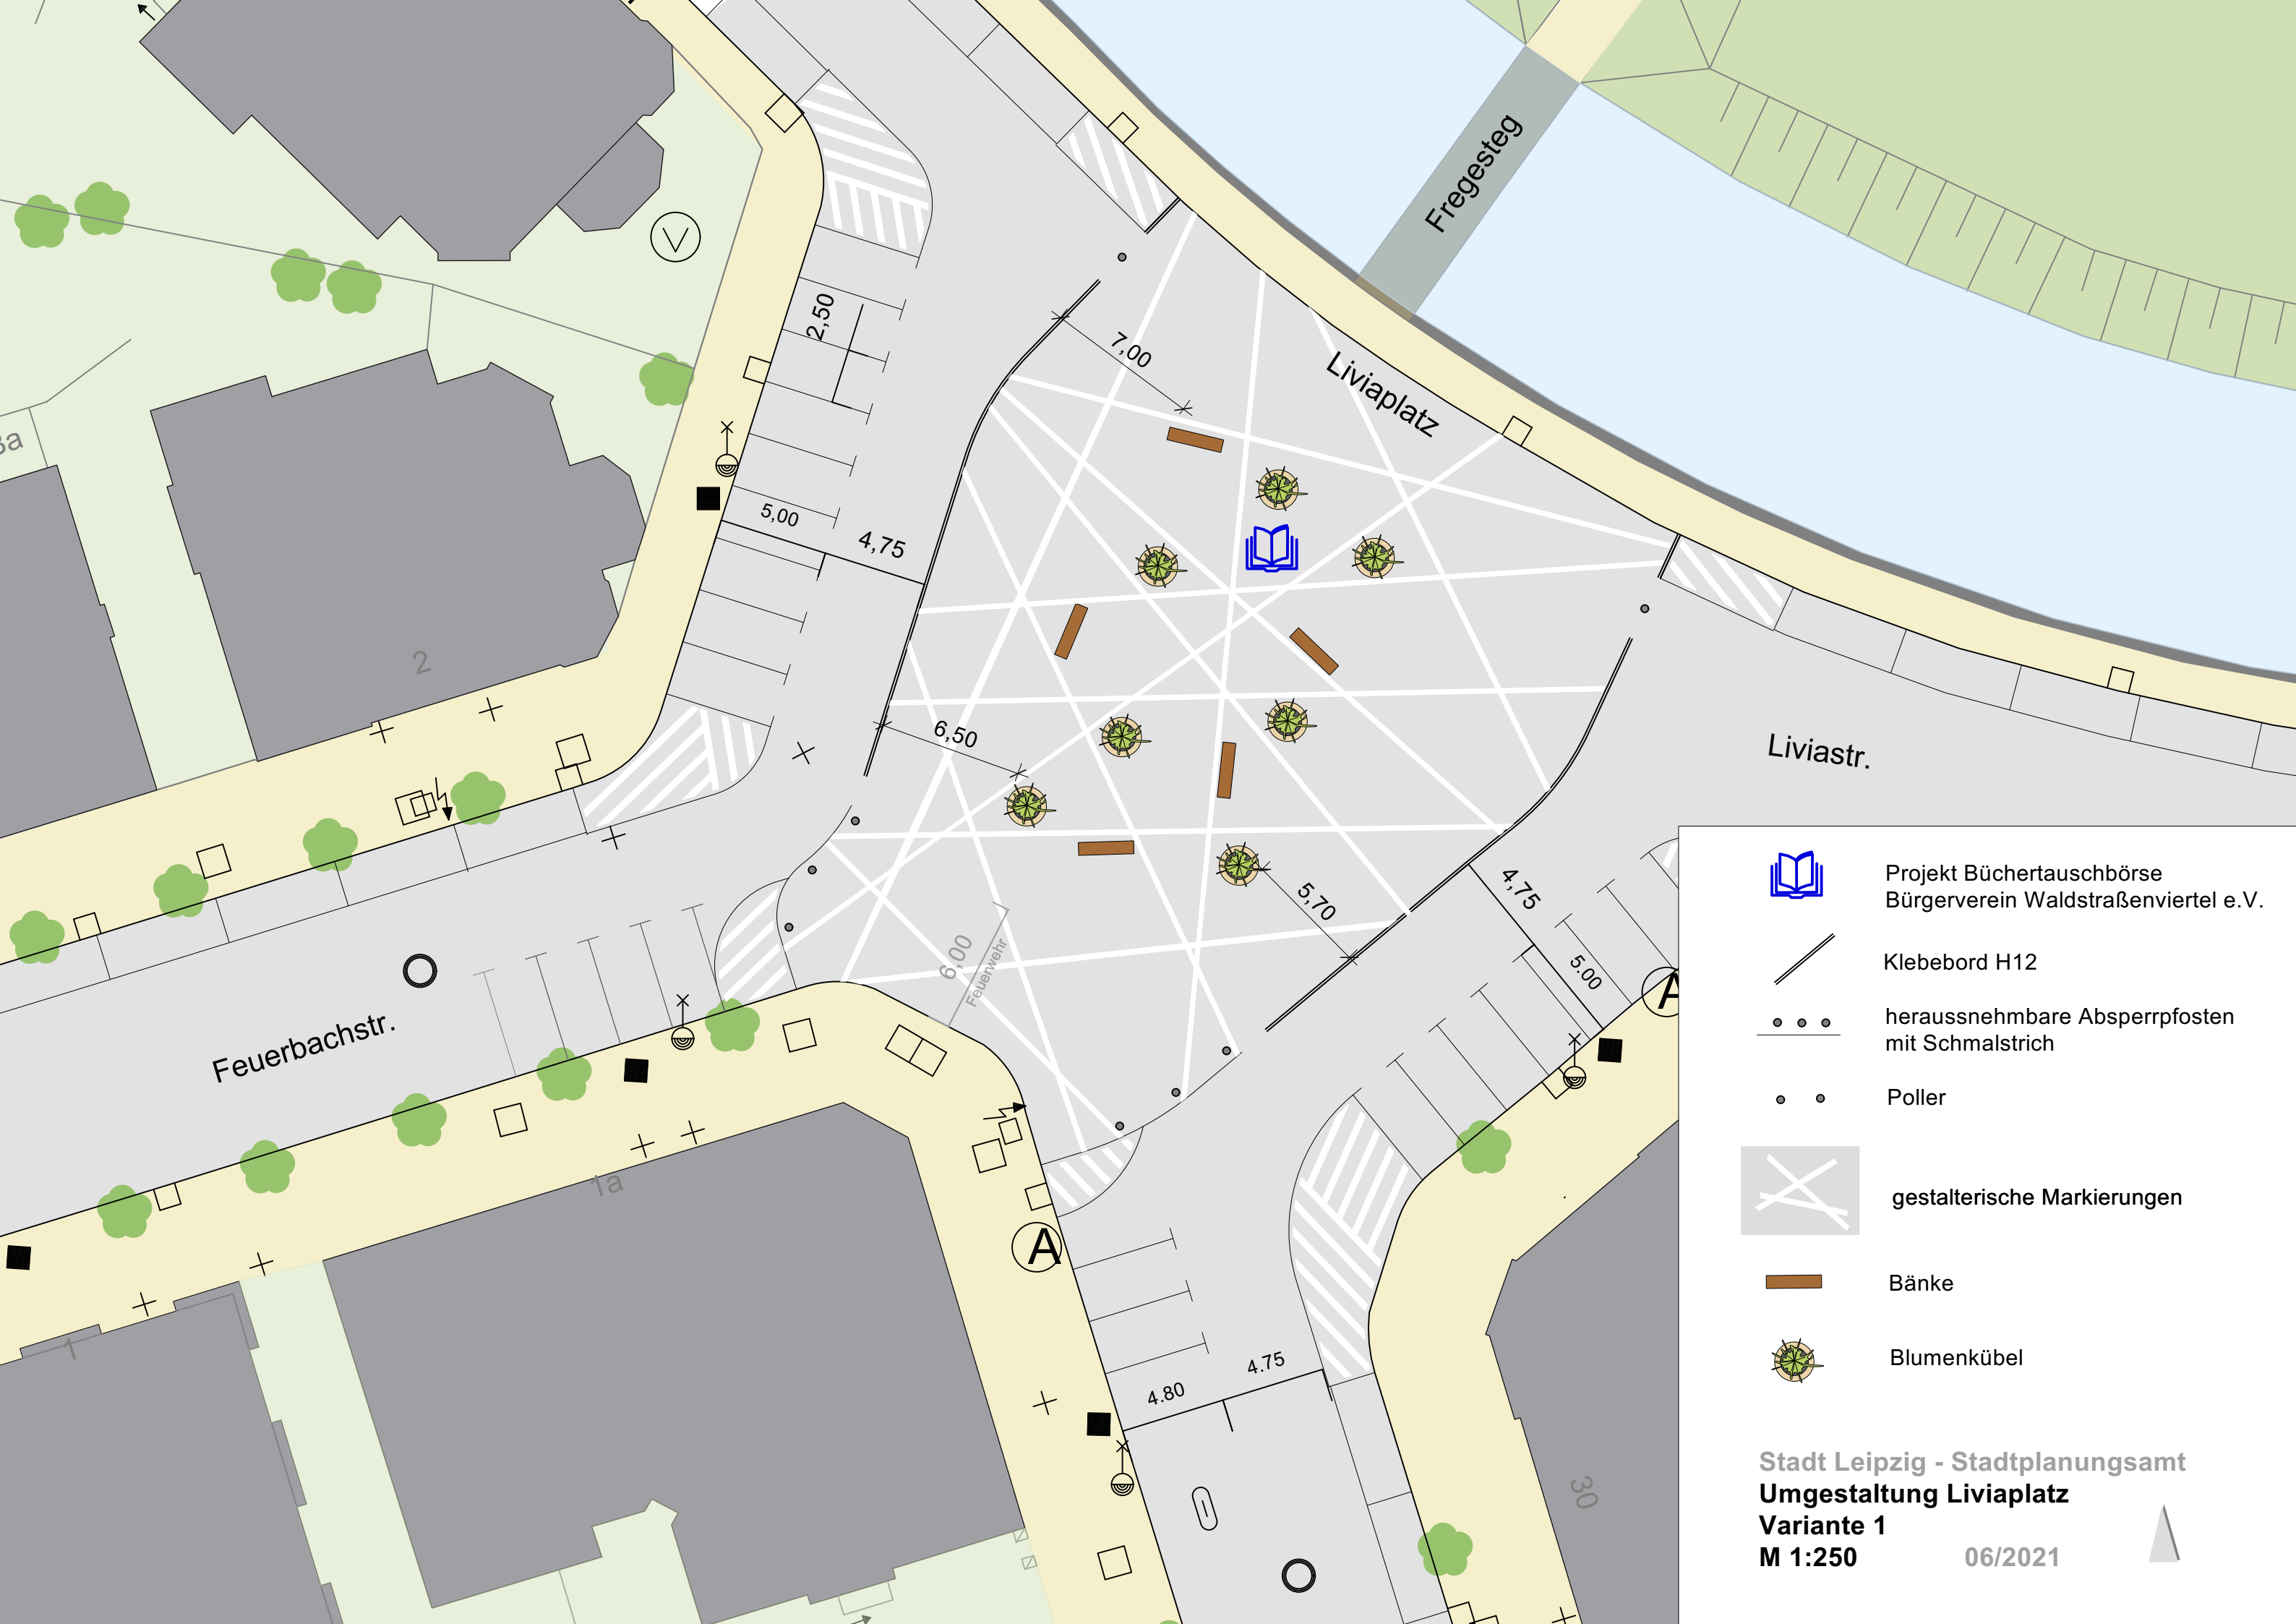 Fregesteg
2,50
7,00
Liviaplatz
3a
5,00
4,75
2
6,50
Liviastr.
5,70
4,75
5.00
A
6,00
Feuerwehr
Feuerbachstr.
1a
A
1
4.80
4.75
30
Projekt Büchertauschbörse
Bürgerverein Waldstraßenviertel e.V.
Klebebord H12
heraussnehmbare Absperrpfosten
mit Schmalstrich
Poller
gestalterische Markierungen
Bänke
Blumenkübel
Stadt Leipzig - Stadtplanungsamt
Umgestaltung Liviaplatz
Variante 1
M 1:250 06/2021